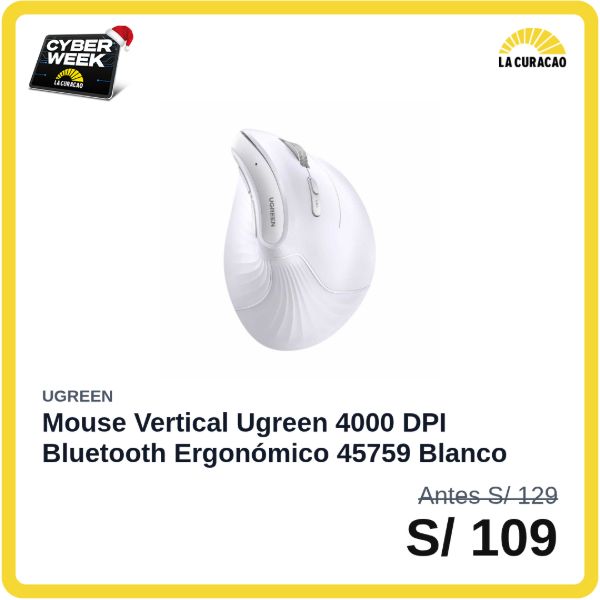 CYBER
WEEK
LA CURACAO
LA CURACAO
UGREEN
UGREEN
Mouse Vertical Ugreen 4000 DPI
Bluetooth Ergonómico 45759 Blanco
Antes S/ 129
S/ 109